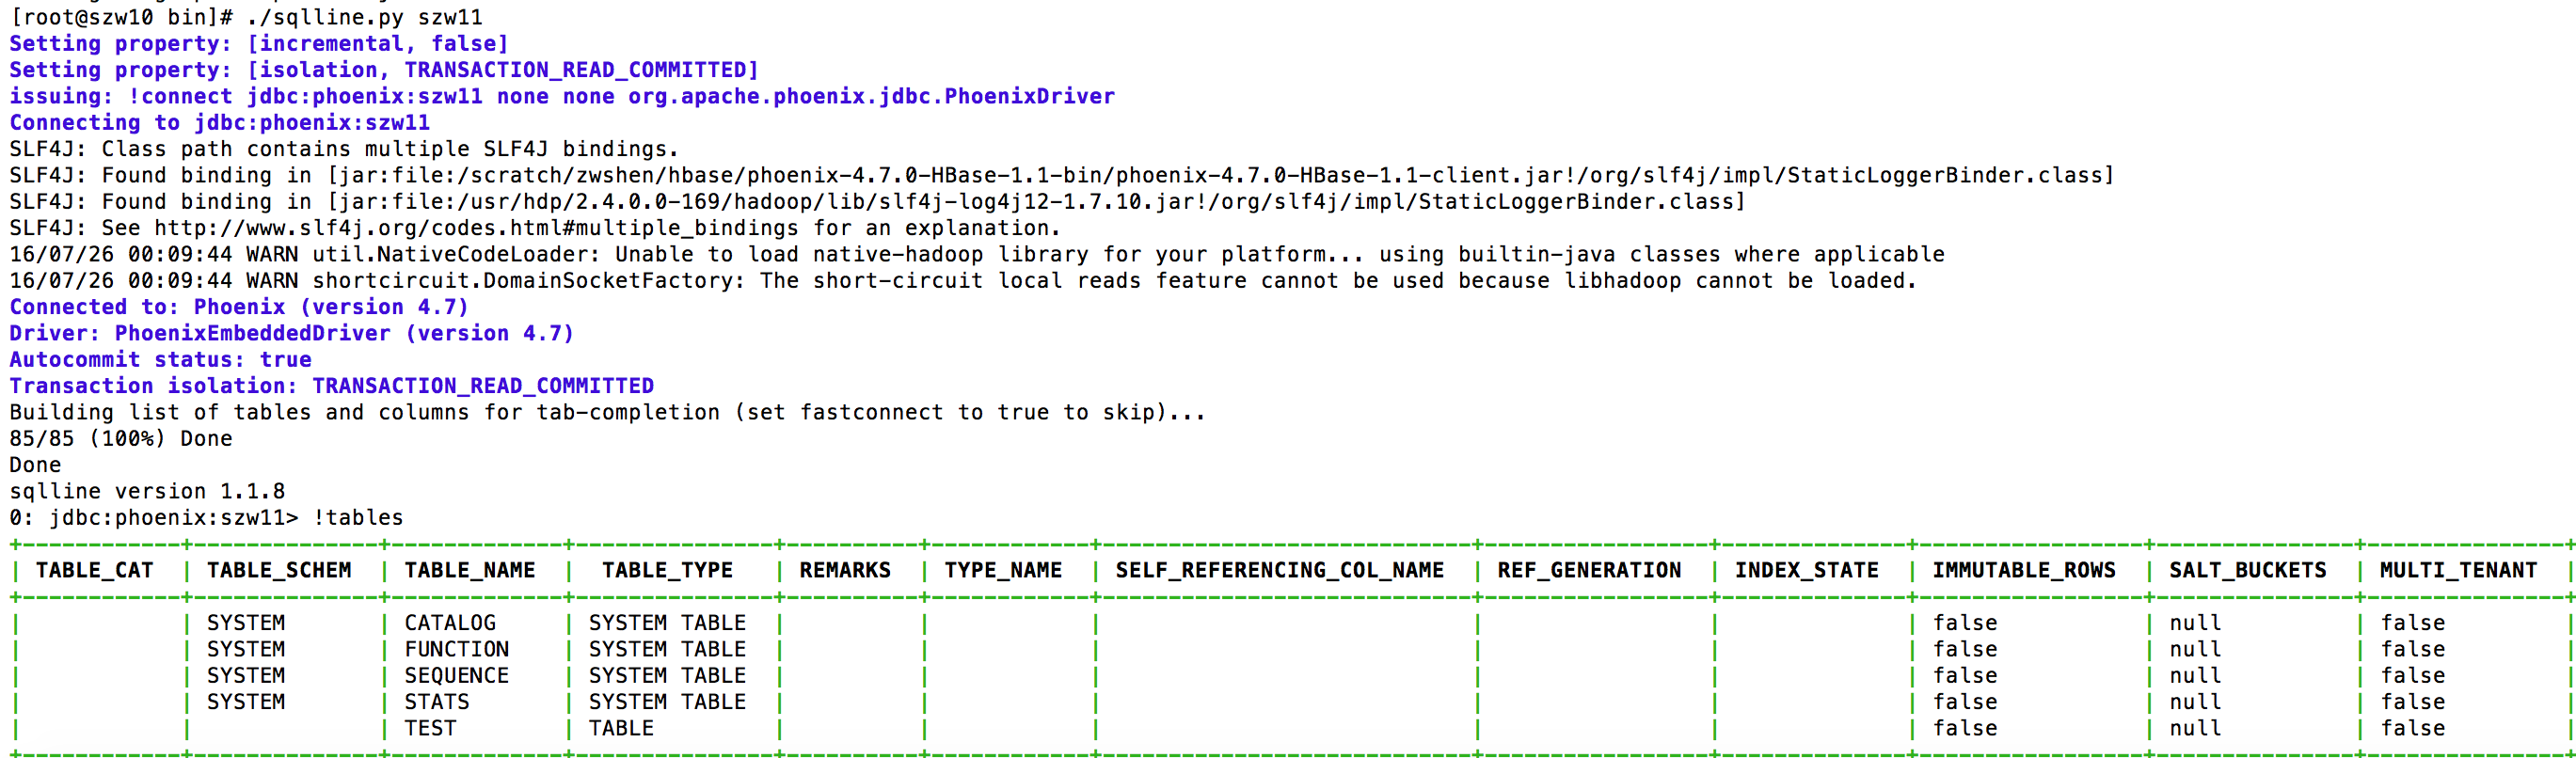 [root@szw10 bin]# ./sqlline.py szw11
Setting property: [incremental, false]
Setting property: [isolation, TRANSACTION_READ_COMMITTED]
issuing: !connect jdbc:phoenix:szw11 none none org.apache.phoenix.jdbc.PhoenixDriver
Connecting to jdbc:phoenix:szw11
SLF4J: Class path contains multiple SLF4J bindings.
SLF4J: Found binding in [jar:file:/scratch/zwshen/hbase/phoenix-4.7.0-HBase-1.1-bin/phoenix-4.7.0-HBase-1.1-client.jar!/org/slf4j/impl/StaticLoggerBinder.class]
SLF4J: Found binding in [jar:file:/usr/hdp/2.4.0.0-169/hadoop/lib/slf4j-log4j12-1.7.10.jar!/org/slf4j/impl/StaticLoggerBinder.class]
SLF4J: See http://www.slf4j.org/codes.html#multiple_bindings for an explanation.
16/07/26 00:09:44 WARN util.NativeCodeLoader: Unable to load native-hadoop library for your platform... using builtin-java classes where applicable
16/07/26 00:09:44 WARN shortcircuit.DomainSocketFactory: The short-circuit local reads feature cannot be used because libhadoop cannot be loaded.
Connected to: Phoenix (version 4.7)
Driver: PhoenixEmbeddedDriver (version 4.7)
Autocommit status: true
Transaction isolation: TRANSACTION_READ_COMMITTED
Building list of tables and columns for tab-completion (set fastconnect to true to skip)...
85/85 (100%) Done
Done
sqlline version 1.1.8
0: jdbc:phoenix:szw11> !tables
| TABLE_CAT | TABLE_SCHEM | TABLE_NAME | TABLE_TYPE | REMARKS | TYPE_NAME | SELF_REFERENCING_COL_NAME | REF_GENERATION | INDEX_STATE | IMMUTABLE_ROWS | SALT_BUCKETS | MULTI_TENANT |
| | SYSTEM | CATALOG | SYSTEM TABLE | | | | | | false | null | false |
| | SYSTEM | FUNCTION | SYSTEM TABLE | | | | | | false | null | false |
| | SYSTEM | SEQUENCE | SYSTEM TABLE | | | | | | false | null | false |
| | SYSTEM | STATS | SYSTEM TABLE | | | | | | false | null | false |
| | | TEST | TABLE | | | | | | false | null | false |